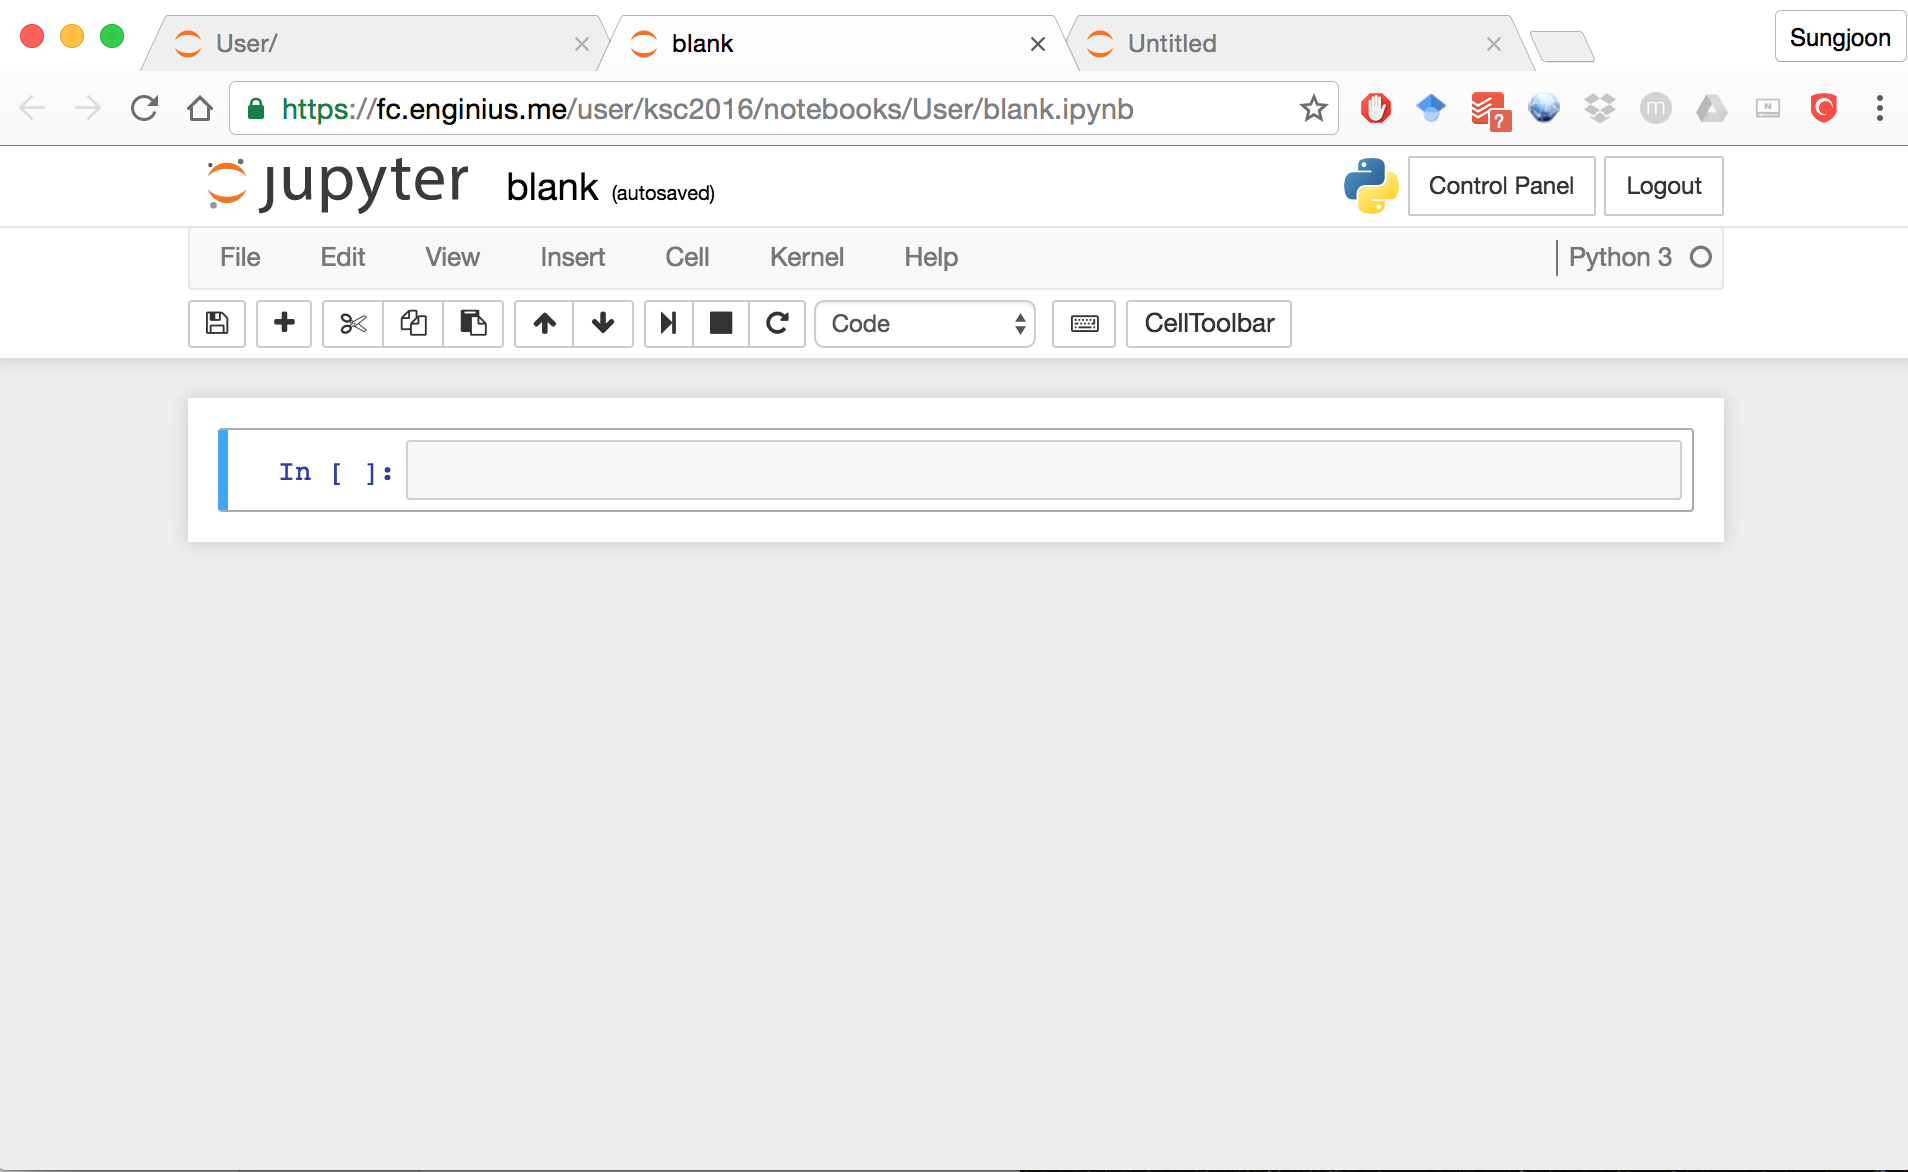 User/
blank
Untitled
Sungjoon
https://fc.enginius.me/user/ksc2016/notebooks/User/blank.ipynb
?
m
N
jupyter
blank (autosaved)
Control Panel
Logout
File Edit View Insert Cell Kernel Help
Python 3
Code
CellToolbar
In [ ]: